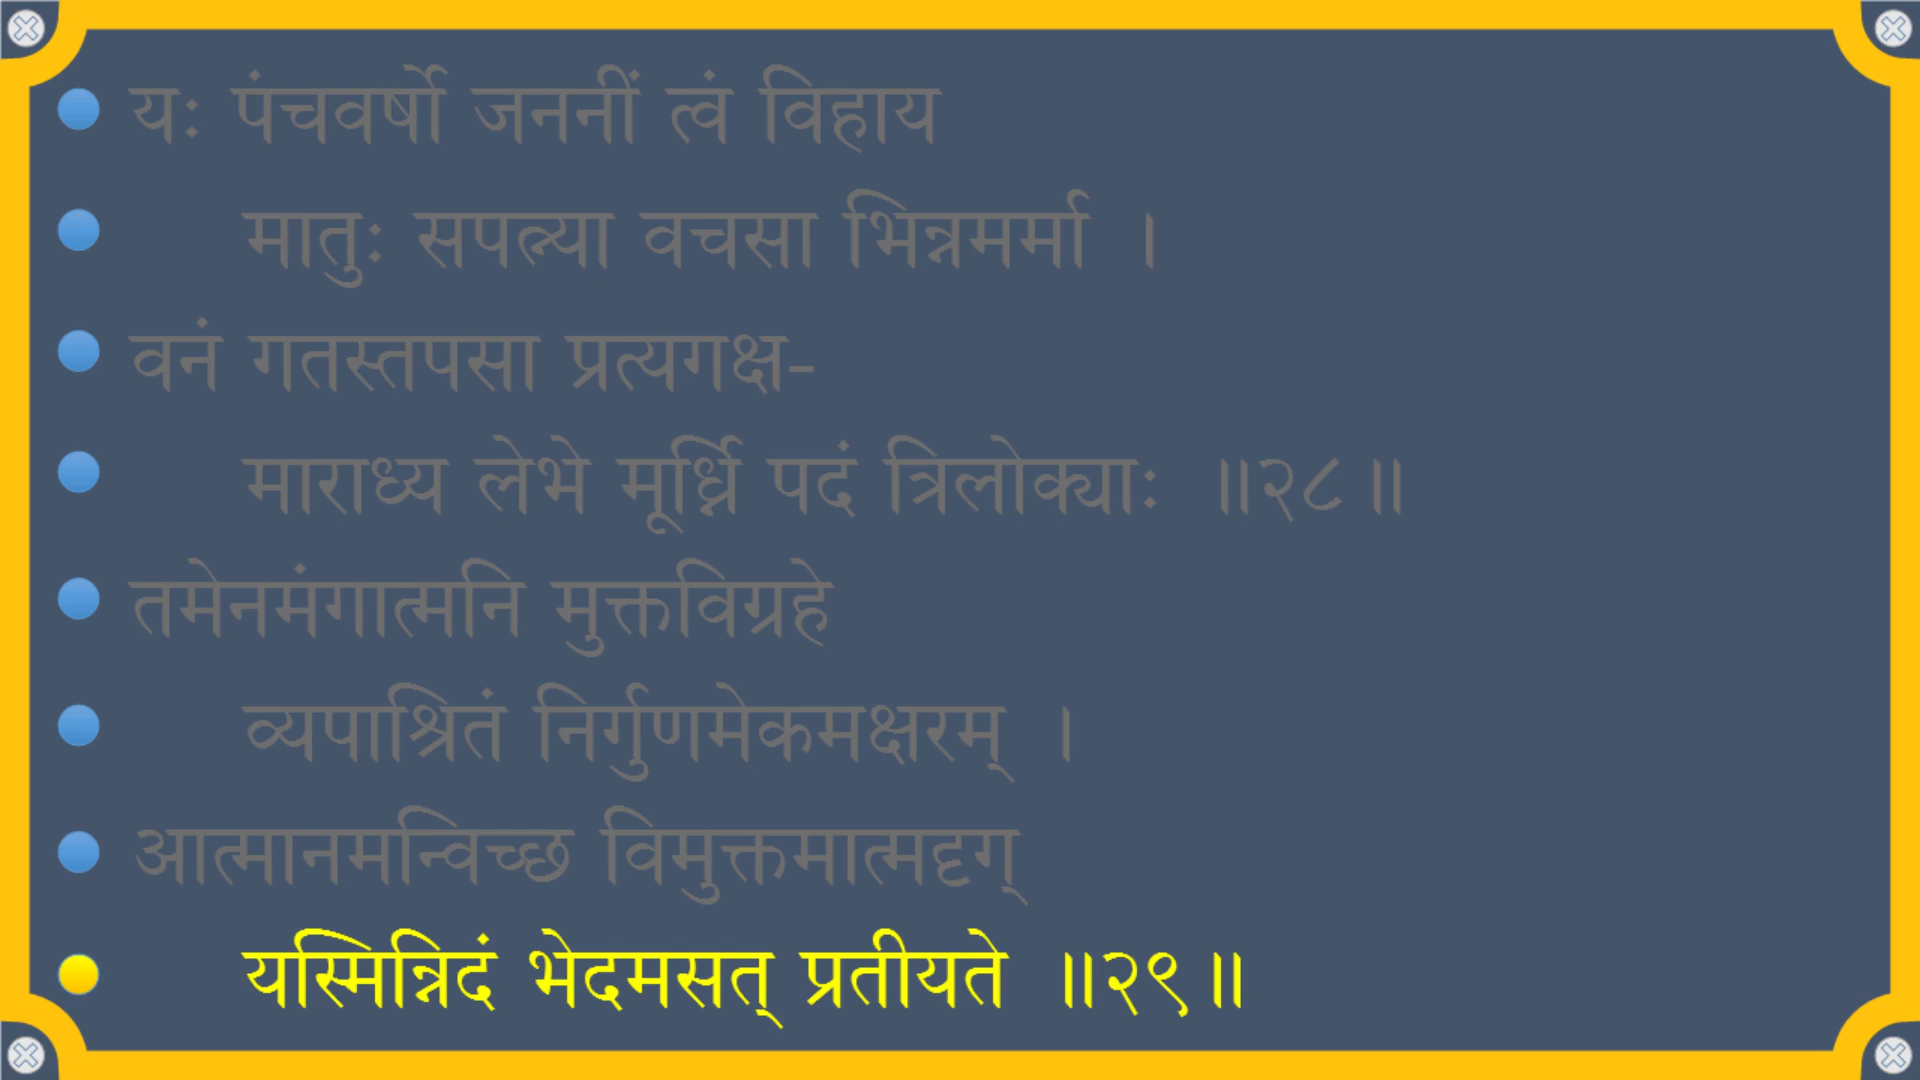 यः पंचवर्षो जननीं त्वं विहाय
मातुः सपत्न्या वचसा भिन्नमर्मा ।
वनं गतस्तपसा प्रत्यगक्ष-
माराध्य लेभे मूर्ध्नि पदं त्रिलोक्याः ॥२८॥
तमेनमंगात्मनि मुक्तविग्रहे
व्यपाश्रितं निर्गुणमेकमक्षरम् ।
आत्मानमन्विच्छ विमुक्तमात्मदृग्
यस्मिन्निदं भेदमसत् प्रतीयते ॥२९॥